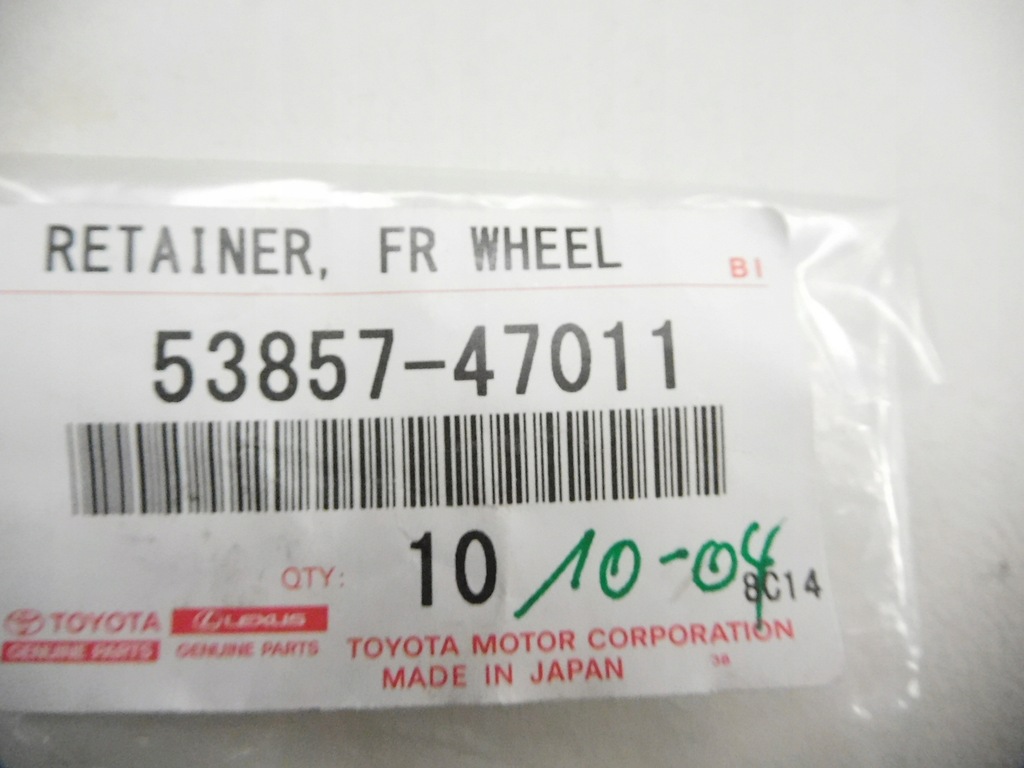 RETAINER, FR WHEEL
BI
53857-47011
QTY: 10 10-04
8C14
TOYOTA LEXUS
GENUINE PARTS GENUINE PARTS
TOYOTA MOTOR CORPORATION
MADE IN JAPAN 38